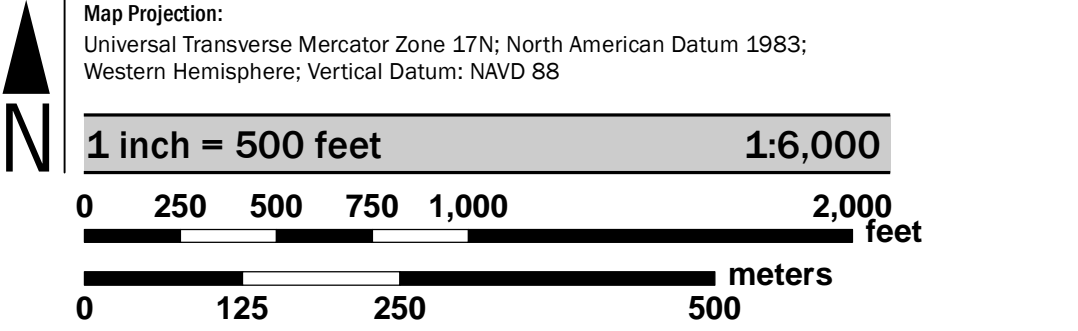 Map Projection:
Universal Transverse Mercator Zone 17N; North American Datum 1983;
Western Hemisphere; Vertical Datum: NAVD 88
N
1 inch = 500 feet 1:6,000
0 250 500 750 1,000 2,000
feet
meters
0 125 250 500